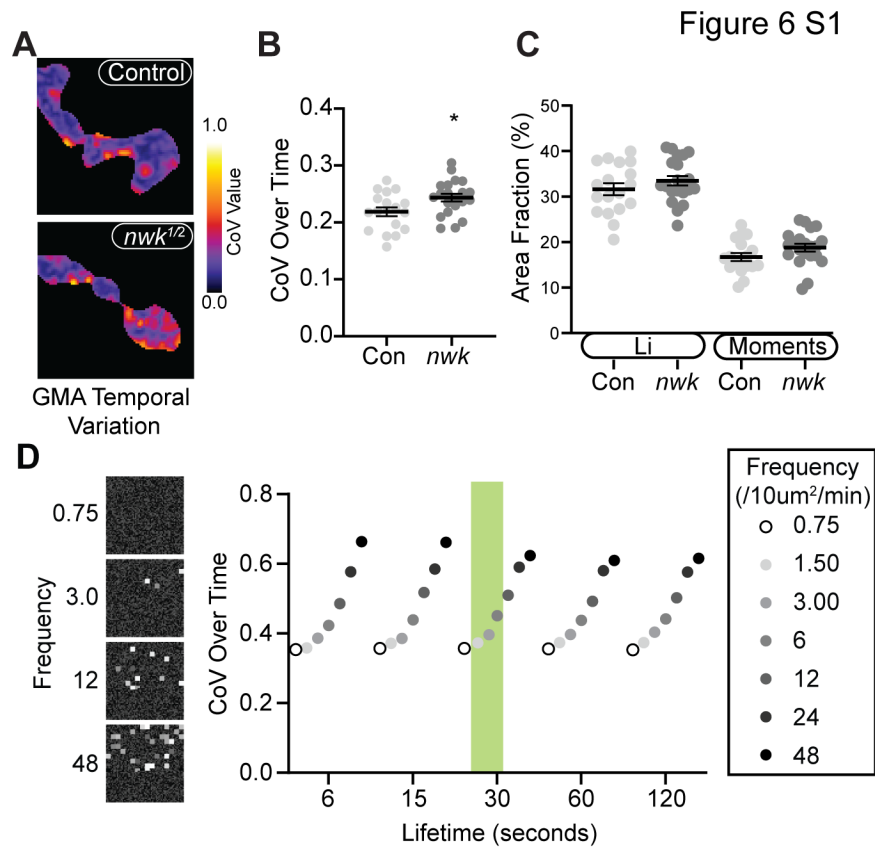 Figure 6 S1
A
Control
nwk1/2
1.0
CoV Value
0.0
GMA Temporal
Variation
B
CoV Over Time
0.4
0.3
0.2
0.1
0.0
*
Con nwk
C
Area Fraction (%)
50
40
30
20
10
0
Li Moments
Con nwk Con nwk
D
Frequency
0.75
3.0
12
48
CoV Over Time
0.8
0.6
0.4
0.2
0.0
6 15 30 60 120
Lifetime (seconds)
Frequency
(/10um²/min)
0.75
1.50
3.00
6
12
24
48